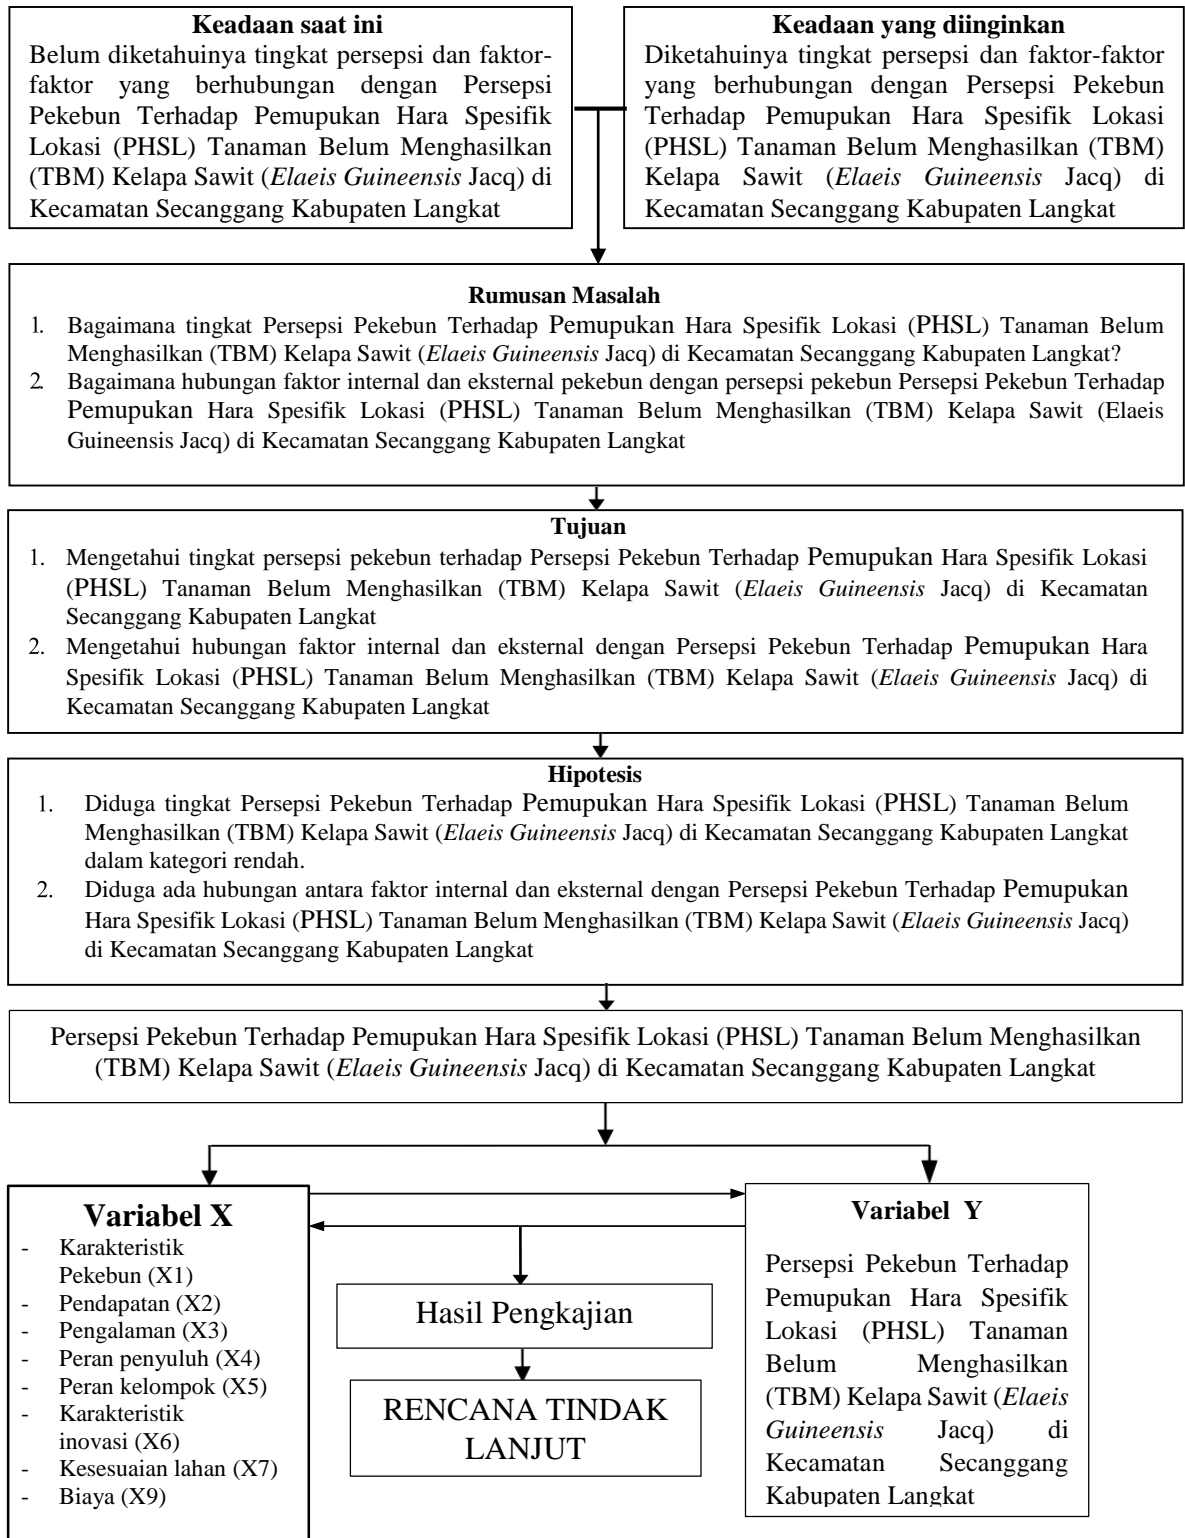 Keadaan saat ini
Belum diketahuinya tingkat persepsi dan faktor-
faktor yang berhubungan dengan Persepsi
Pekebun Terhadap Pemupukan Hara Spesifik
Lokasi (PHSL) Tanaman Belum Menghasilkan
(TBM) Kelapa Sawit (Elaeis Guineensis Jacq) di
Kecamatan Secanggang Kabupaten Langkat
Keadaan yang diinginkan
Diketahuinya tingkat persepsi dan faktor-faktor
yang berhubungan dengan Persepsi Pekebun
Terhadap Pemupukan Hara Spesifik Lokasi
(PHSL) Tanaman Belum Menghasilkan (TBM)
Kelapa Sawit (Elaeis Guineensis Jacq) di
Kecamatan Secanggang Kabupaten Langkat
Rumusan Masalah
1. Bagaimana tingkat Persepsi Pekebun Terhadap Pemupukan Hara Spesifik Lokasi (PHSL) Tanaman Belum
Menghasilkan (TBM) Kelapa Sawit (Elaeis Guineensis Jacq) di Kecamatan Secanggang Kabupaten Langkat?
2. Bagaimana hubungan faktor internal dan eksternal pekebun dengan persepsi pekebun Persepsi Pekebun Terhadap
Pemupukan Hara Spesifik Lokasi (PHSL) Tanaman Belum Menghasilkan (TBM) Kelapa Sawit (Elaeis
Guineensis Jacq) di Kecamatan Secanggang Kabupaten Langkat
Tujuan
1. Mengetahui tingkat persepsi pekebun terhadap Persepsi Pekebun Terhadap Pemupukan Hara Spesifik Lokasi
(PHSL) Tanaman Belum Menghasilkan (TBM) Kelapa Sawit (Elaeis Guineensis Jacq) di Kecamatan
Secanggang Kabupaten Langkat
2. Mengetahui hubungan faktor internal dan eksternal dengan Persepsi Pekebun Terhadap Pemupukan Hara
Spesifik Lokasi (PHSL) Tanaman Belum Menghasilkan (TBM) Kelapa Sawit (Elaeis Guineensis Jacq) di
Kecamatan Secanggang Kabupaten Langkat
Hipotesis
1. Diduga tingkat Persepsi Pekebun Terhadap Pemupukan Hara Spesifik Lokasi (PHSL) Tanaman Belum
Menghasilkan (TBM) Kelapa Sawit (Elaeis Guineensis Jacq) di Kecamatan Secanggang Kabupaten Langkat
dalam kategori rendah.
2. Diduga ada hubungan antara faktor internal dan eksternal dengan Persepsi Pekebun Terhadap Pemupukan
Hara Spesifik Lokasi (PHSL) Tanaman Belum Menghasilkan (TBM) Kelapa Sawit (Elaeis Guineensis Jacq)
di Kecamatan Secanggang Kabupaten Langkat
Persepsi Pekebun Terhadap Pemupukan Hara Spesifik Lokasi (PHSL) Tanaman Belum Menghasilkan
(TBM) Kelapa Sawit (Elaeis Guineensis Jacq) di Kecamatan Secanggang Kabupaten Langkat
Variabel X
- Karakteristik
Pekebun (X1)
- Pendapatan (X2)
- Pengalaman (X3)
- Peran penyuluh (X4)
- Peran kelompok (X5)
- Karakteristik
inovasi (X6)
- Kesesuaian lahan (X7)
- Biaya (X9)
Hasil Pengkajian
RENCANA TINDAK
LANJUT
Variabel Y
Persepsi Pekebun Terhadap
Pemupukan Hara Spesifik
Lokasi (PHSL) Tanaman
Belum Menghasilkan
(TBM) Kelapa Sawit (Elaeis
Guineensis Jacq) di
Kecamatan Secanggang
Kabupaten Langkat